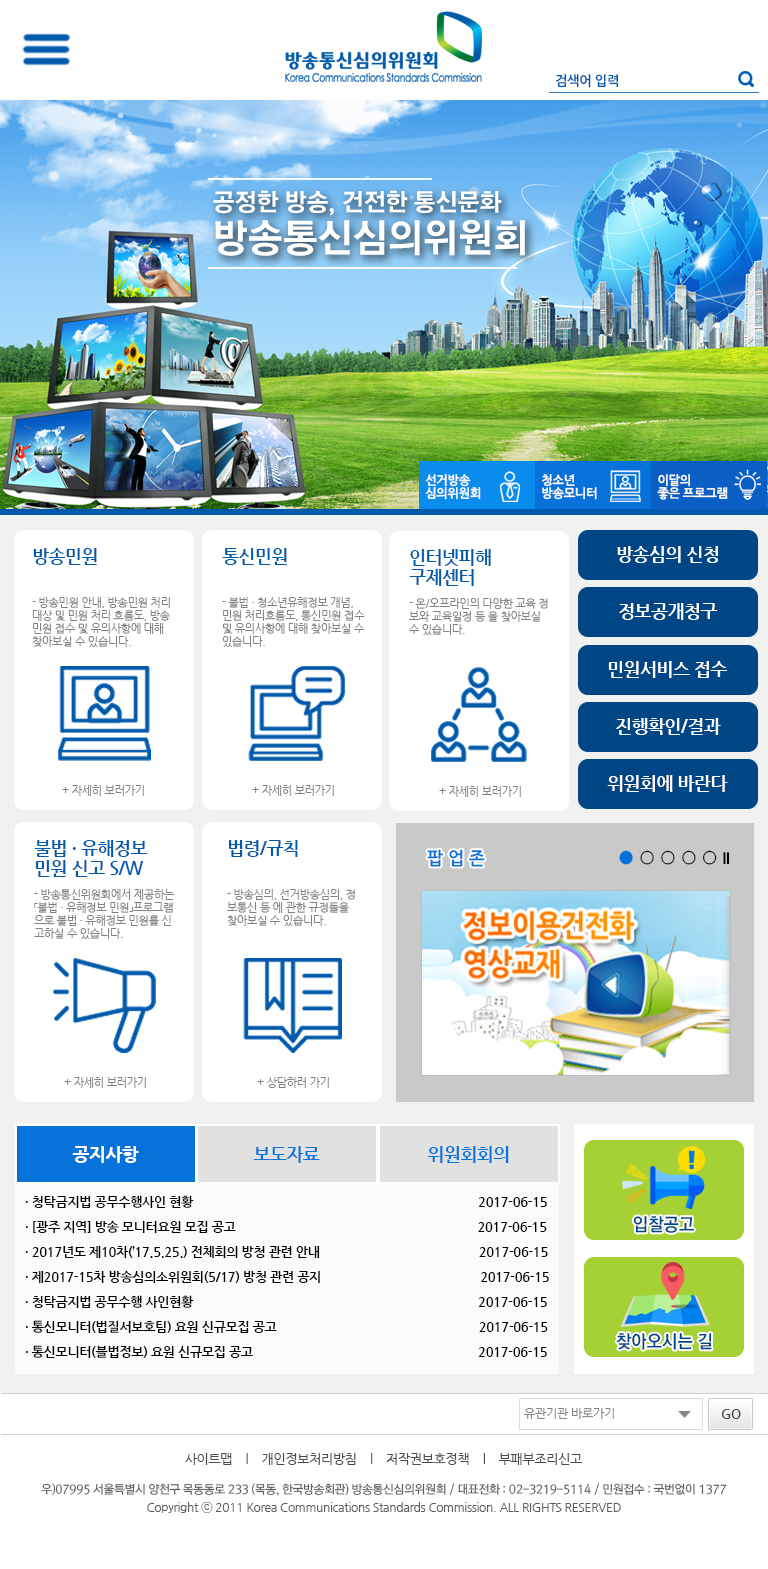 방송통신심의위원회
Korea Communications Standards Commission
검색어 입력
공정한 방송, 건전한 통신문화
방송통신심의위원회
선거방송
심의위원회
청소년
방송모니터
이달의
좋은 프로그램
방송민원
- 방송민원 안내, 방송민원 처리
대상 및 민원 처리 흐름도, 방송
민원 접수 및 유의사항에 대해
찾아보실 수 있습니다.
+ 자세히 보러가기
통신민원
- 불법 · 청소년유해정보 개념,
민원 처리흐름도, 통신민원 접수
및 유의사항에 대해 찾아보실 수
있습니다.
+ 자세히 보러가기
인터넷피해
구제센터
- 온/오프라인의 다양한 교육 정
보와 교육일정 등 을 찾아보실
수 있습니다.
+ 자세히 보러가기
방송심의 신청
정보공개청구
민원서비스 접수
진행확인/결과
위원회에 바란다
불법 · 유해정보
민원 신고 S/W
- 방송통신위원회에서 제공하는
「불법 · 유해정보 민원」프로그램
으로 불법 · 유해정보 민원를 신
고하실 수 있습니다.
+ 자세히 보러가기
법령/규칙
- 방송심의, 선거방송심의, 정
보통신 등 에 관한 규정들을
찾아보실 수 있습니다.
+ 상담하러 가기
팝 업 존
정보이용건전화
영상교재
공지사항
보도자료
위원회회의
· 청탁금지법 공무수행사인 현황 2017-06-15
· [광주 지역] 방송 모니터요원 모집 공고 2017-06-15
· 2017년도 제10차('17.5.25.) 전체회의 방청 관련 안내 2017-06-15
· 제2017-15차 방송심의소위원회(5/17) 방청 관련 공지 2017-06-15
· 청탁금지법 공무수행 사인현황 2017-06-15
· 통신모니터(법질서보호팀) 요원 신규모집 공고 2017-06-15
· 통신모니터(불법정보) 요원 신규모집 공고 2017-06-15
입찰공고
찾아오시는 길
유관기관 바로가기
GO
사이트맵 | 개인정보처리방침 | 저작권보호정책 | 부패부조리신고
우)07995 서울특별시 양천구 목동동로 233 (목동, 한국방송회관) 방송통신심의위원회 / 대표전화 : 02-3219-5114 / 민원접수 : 국번없이 1377
Copyright ⓒ 2011 Korea Communications Standards Commission. ALL RIGHTS RESERVED